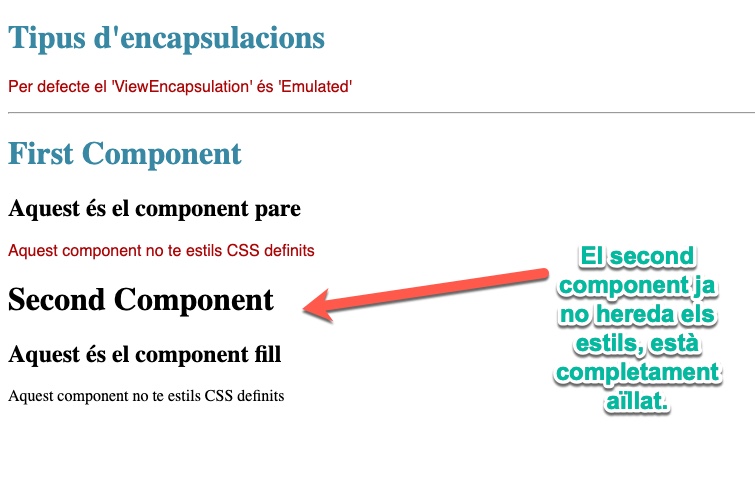 Tipus d'encapsulacions
Per defecte el 'ViewEncapsulation' és 'Emulated'
First Component
Aquest és el component pare
Aquest component no te estils CSS definits
Second Component
Aquest és el component fill
Aquest component no te estils CSS definits
El second
component ja
no hereda els
estils, està
completament
aïllat.